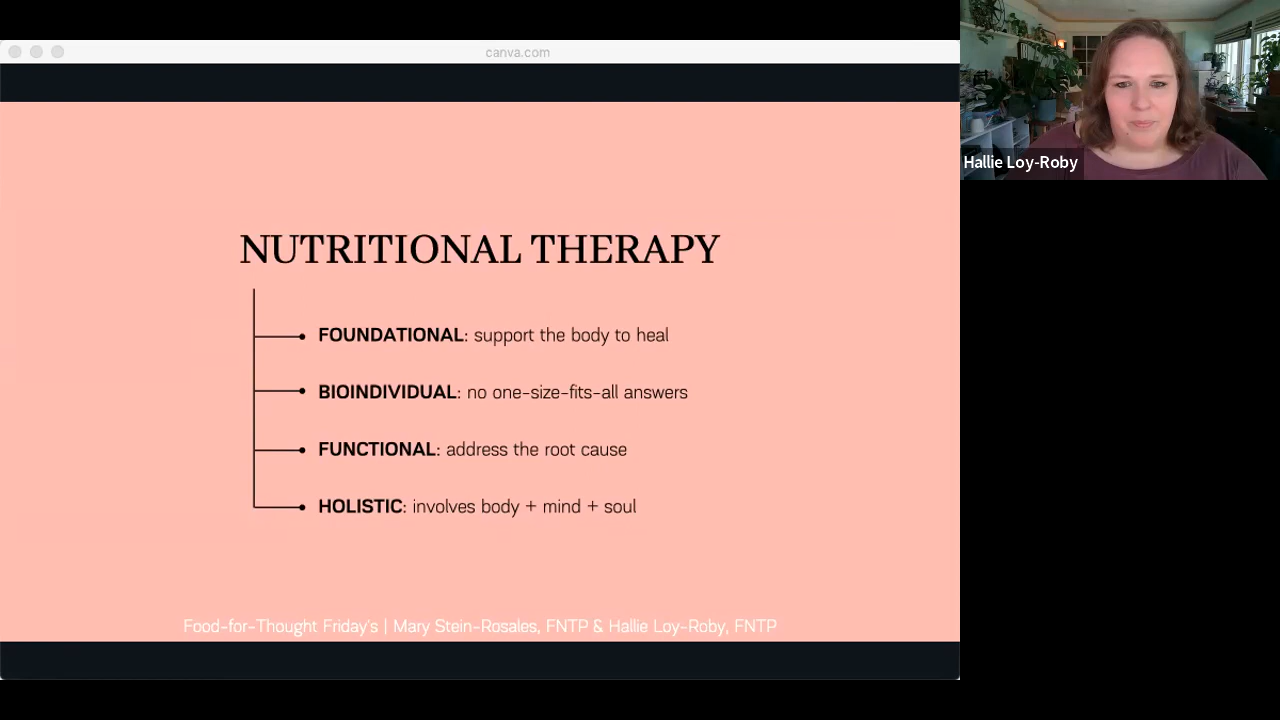 canva.com
NUTRITIONAL THERAPY
FOUNDATIONAL: support the body to heal
BIOINDIVIDUAL: no one-size-fits-all answers
FUNCTIONAL: address the root cause
HOLISTIC: involves body + mind + soul
Food-for-Thought Friday's | Mary Stein-Rosales, FNTP & Hallie Loy-Roby, FNTP
Hallie Loy-Roby